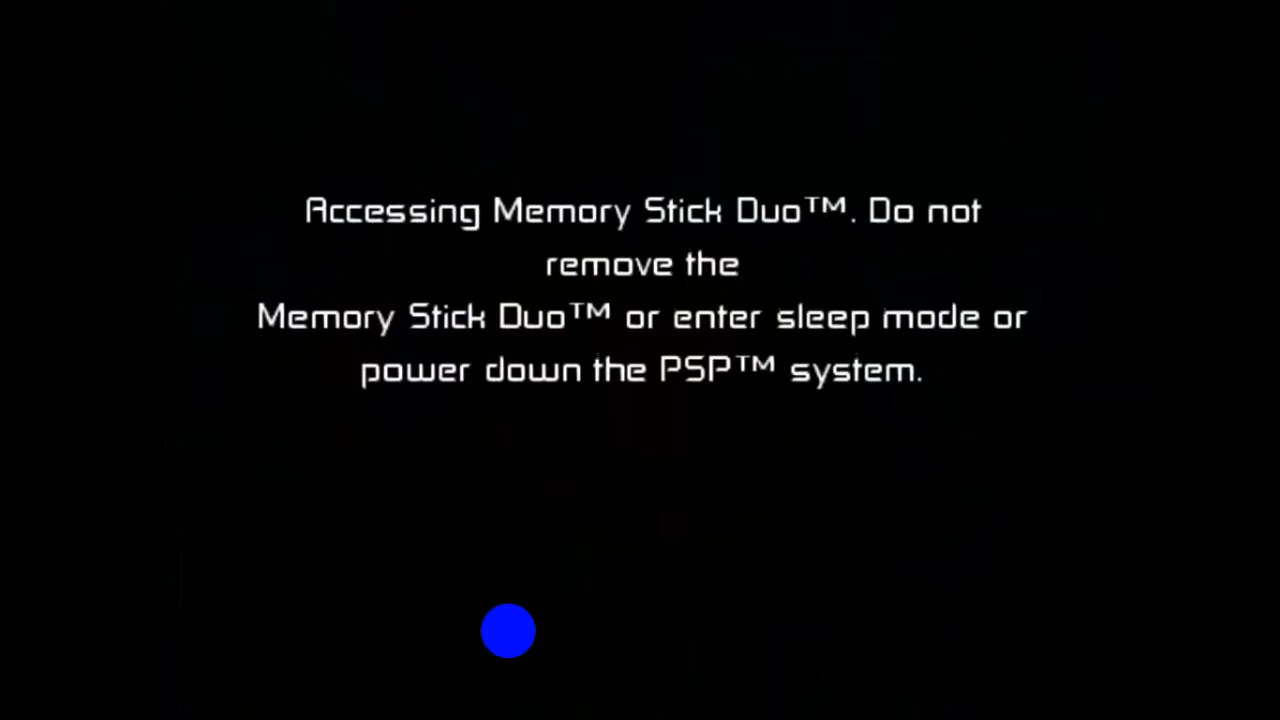 Accessing Memory Stick Duo™. Do not
remove the
Memory Stick Duo™ or enter sleep mode or
power down the PSP™ system.